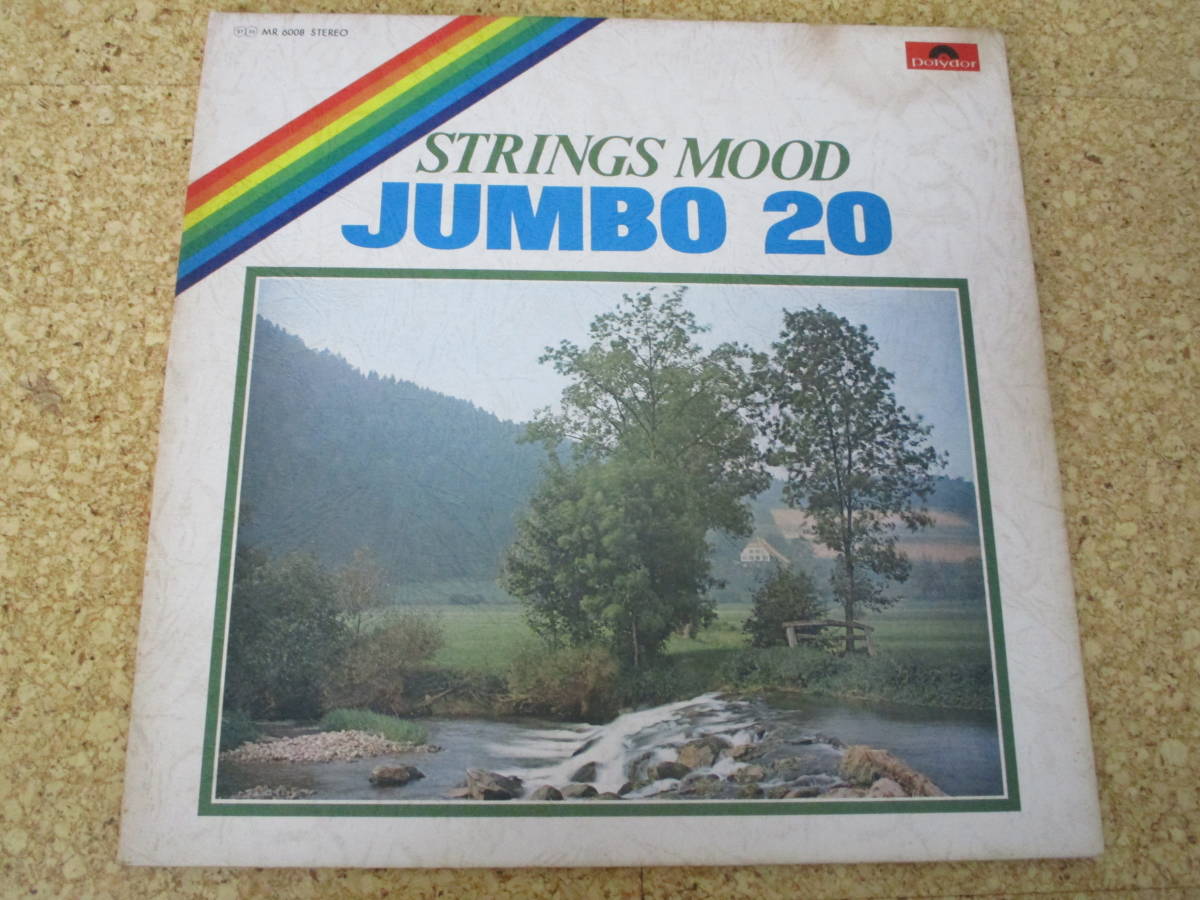 MR 6008 STEREO
Polydor
STRINGS MOOD
JUMBO 20